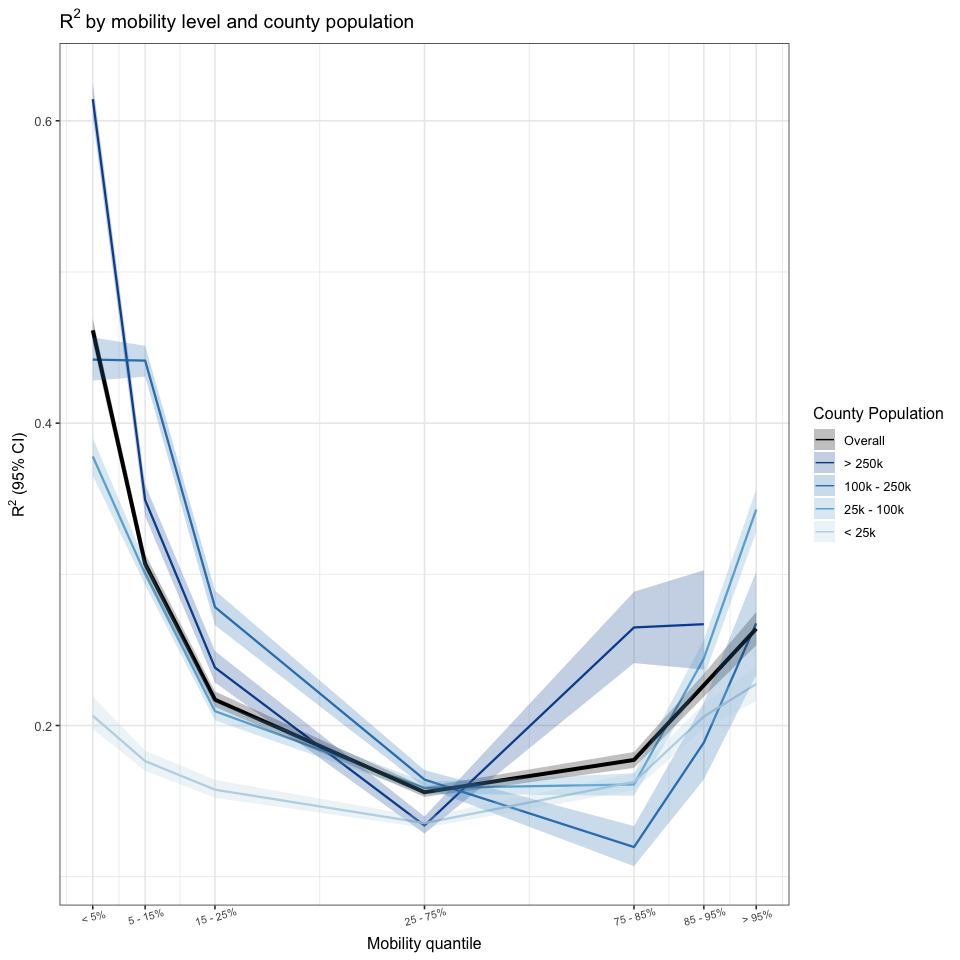 R² by mobility level and county population
0.6
0.4
0.2
R² (95% CI)
< 5%
5 - 15%
15 - 25%
25 - 75%
75 - 85%
85 - 95%
> 95%
Mobility quantile
County Population
Overall
> 250k
100k - 250k
25k - 100k
< 25k